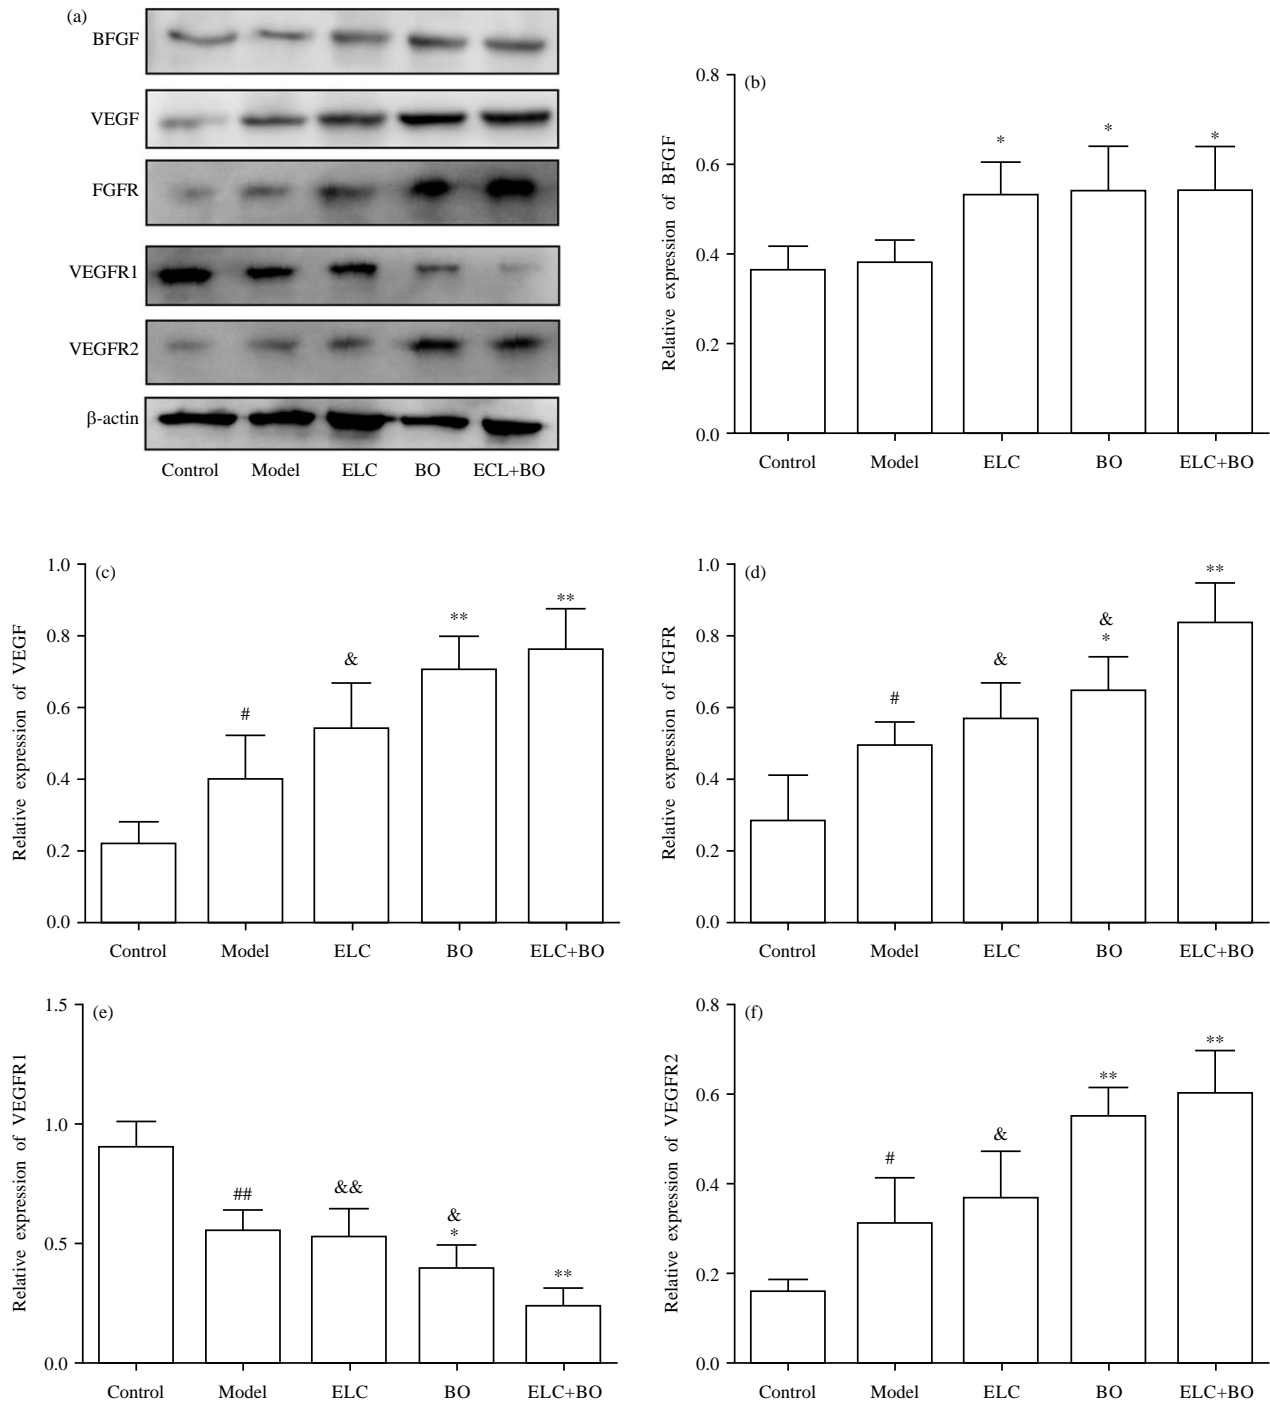 (a)
BFGF
VEGF
FGFR
VEGFR1
VEGFR2
β-actin
Control Model ELC BO ECL+BO
(b)
Relative expression of BFGF
0.8
0.6
0.4
0.2
0.0
* * *
Control Model ELC BO ELC+BO
(c)
Relative expression of VEGF
1.0
0.8
0.6
0.4
0.2
0.0
# & ** **
Control Model ELC BO ELC+BO
(d)
Relative expression of FGFR
1.0
0.8
0.6
0.4
0.2
0.0
**
&
*
&
#
Control Model ELC BO ELC+BO
(e)
Relative expression of VEGFR1
1.5
1.0
0.5
0.0
## &&
&
*
**
Control Model ELC BO ELC+BO
(f)
Relative expression of VEGFR2
0.8
0.6
0.4
0.2
0.0
# & ** **
Control Model ELC BO ELC+BO